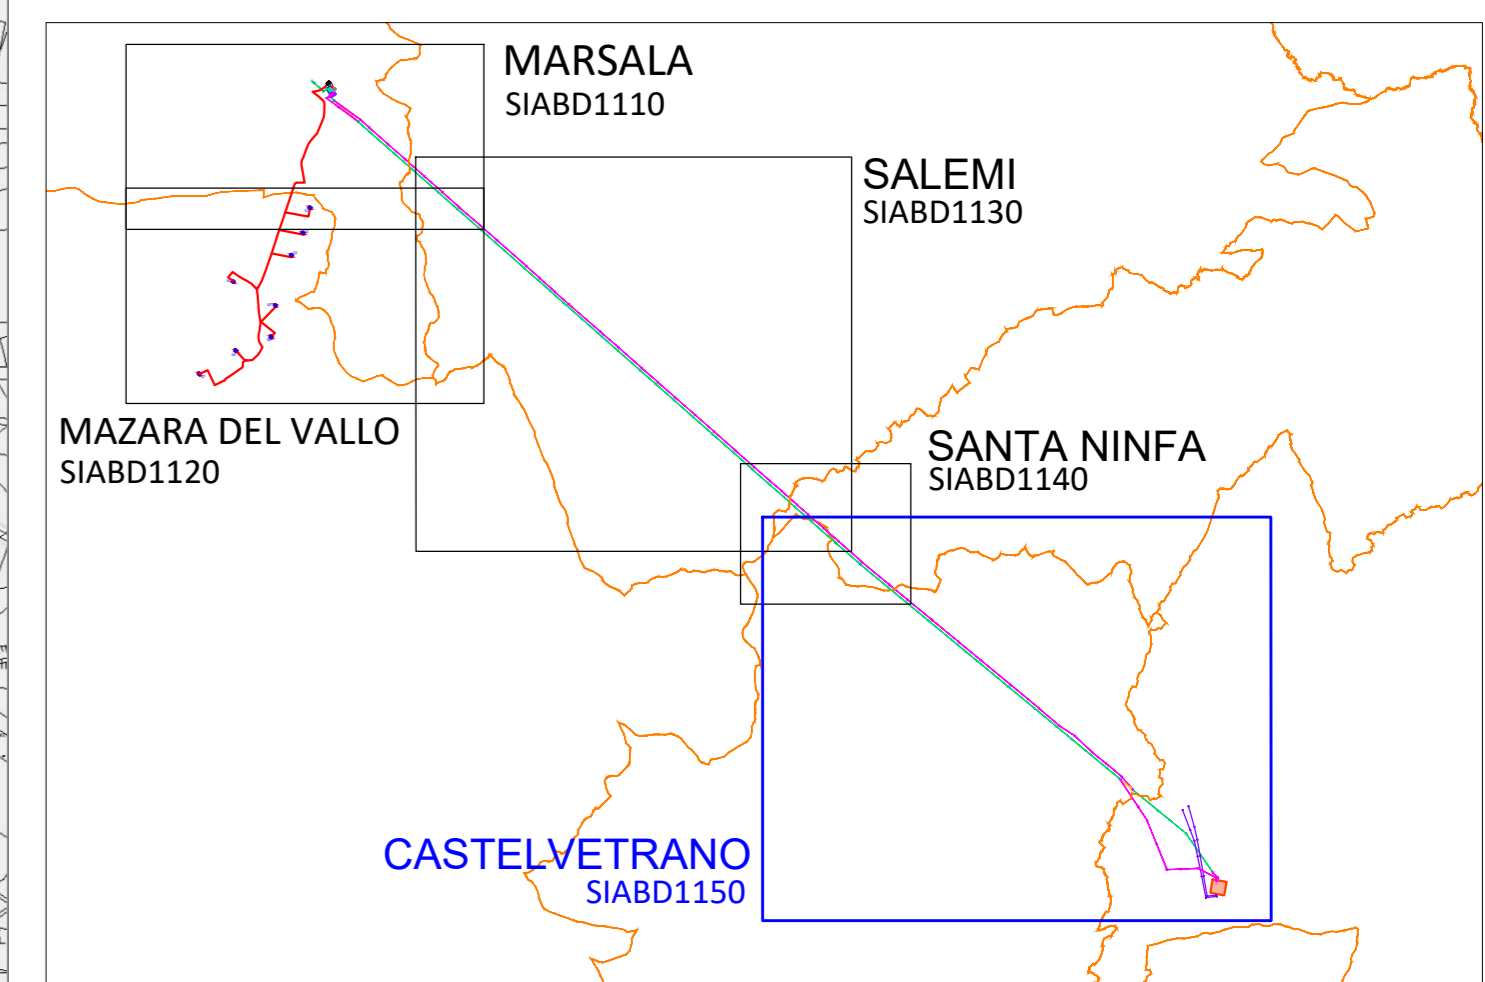 MARSALA
SIABD1110
SALEMI
SIABD1130
MAZARA DEL VALLO
SIABD1120
SANTA NINFA
SIABD1140
CASTELVETRANO
SIABD1150